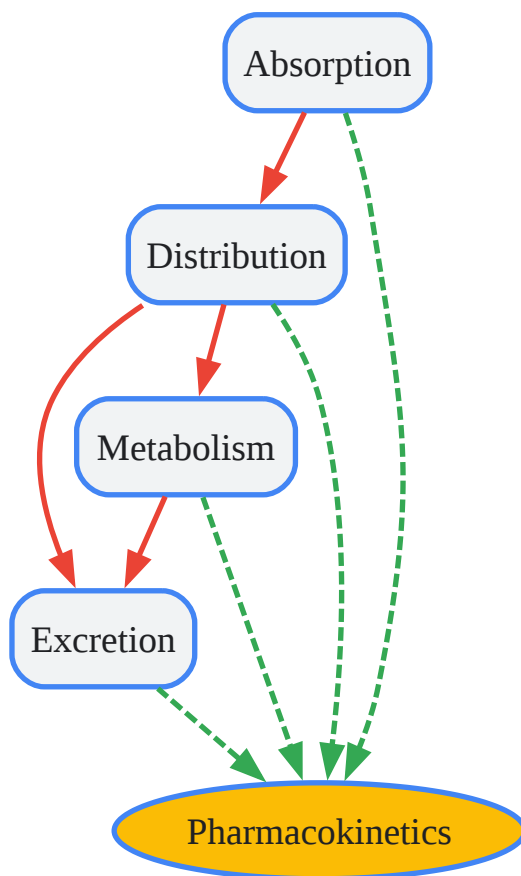 Absorption
Distribution
Metabolism
Excretion
Pharmacokinetics